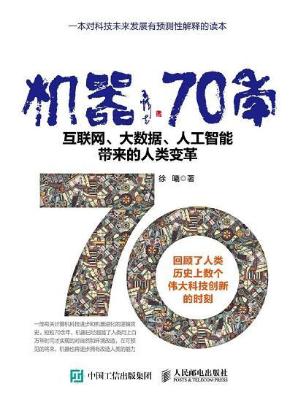 一本对科技未来发展有预测性解释的读本
机器 70年
互联网、大数据、人工智能
带来的人类变革
徐曦 著
70
回顾了人类
历史上数个
伟大科技创新
的时刻
中国工信出版集团
人民邮电出版社